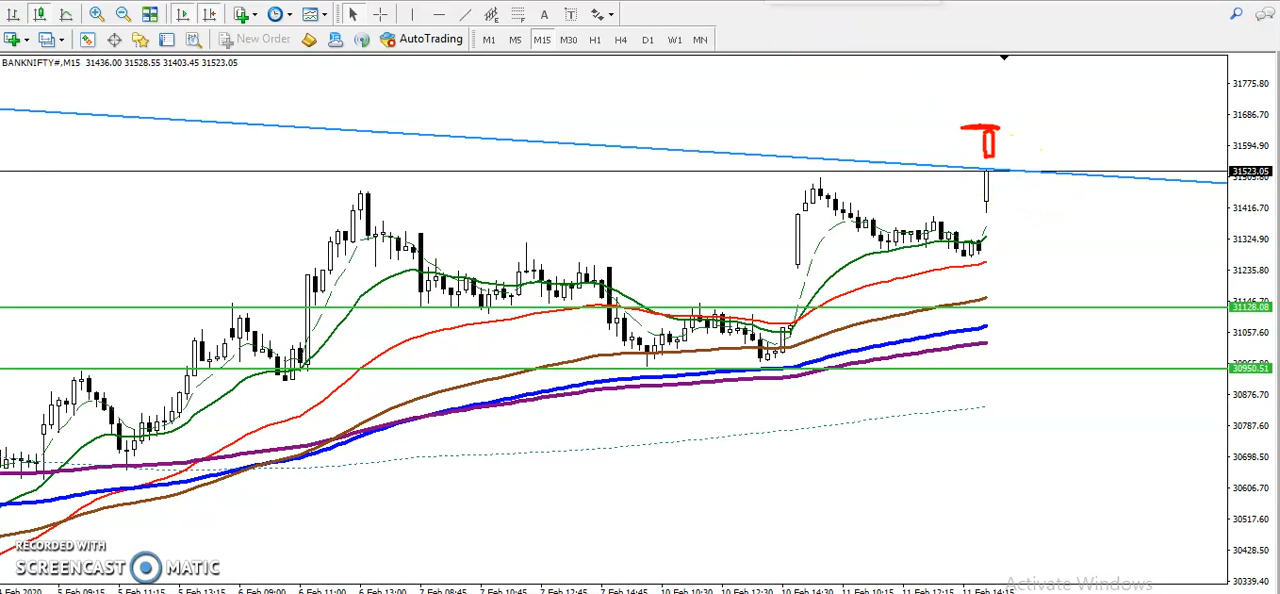 New Order AutoTrading M1 M5 M15 M30 H1 H4 D1 W1 MN
BANKNIFTY#,M15 31436.00 31528.55 31403.45 31523.05
31775.80
31686.70
31594.90
31523.05
31416.70
31324.90
31235.80
31128.08
31057.60
30950.51
30876.70
30787.60
30698.50
30606.70
30517.60
30428.50
30339.40
RECORDED WITH
SCREENCAST MATIC
Activate Windows
Feb 2020 5 Feb 09:15 5 Feb 11:15 5 Feb 13:15 6 Feb 09:00 6 Feb 11:00 6 Feb 13:00 7 Feb 08:45 7 Feb 10:45 7 Feb 12:45 7 Feb 14:45 10 Feb 10:30 10 Feb 12:30 10 Feb 14:30 11 Feb 10:15 11 Feb 12:15 11 Feb 14:15